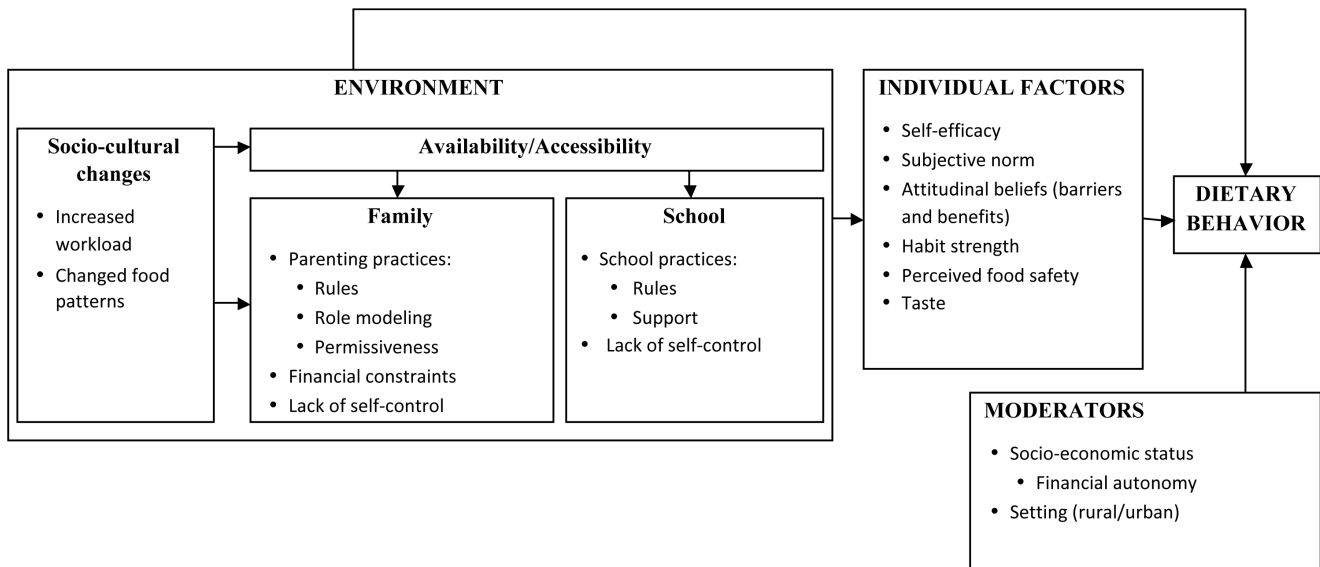 ENVIRONMENT
Socio-cultural
changes
• Increased
workload
• Changed food
patterns
Availability/Accessibility
Family
• Parenting practices:
• Rules
• Role modeling
• Permissiveness
• Financial constraints
• Lack of self-control
School
• School practices:
• Rules
• Support
• Lack of self-control
INDIVIDUAL FACTORS
• Self-efficacy
• Subjective norm
• Attitudinal beliefs (barriers
and benefits)
• Habit strength
• Perceived food safety
• Taste
DIETARY
BEHAVIOR
MODERATORS
• Socio-economic status
• Financial autonomy
• Setting (rural/urban)